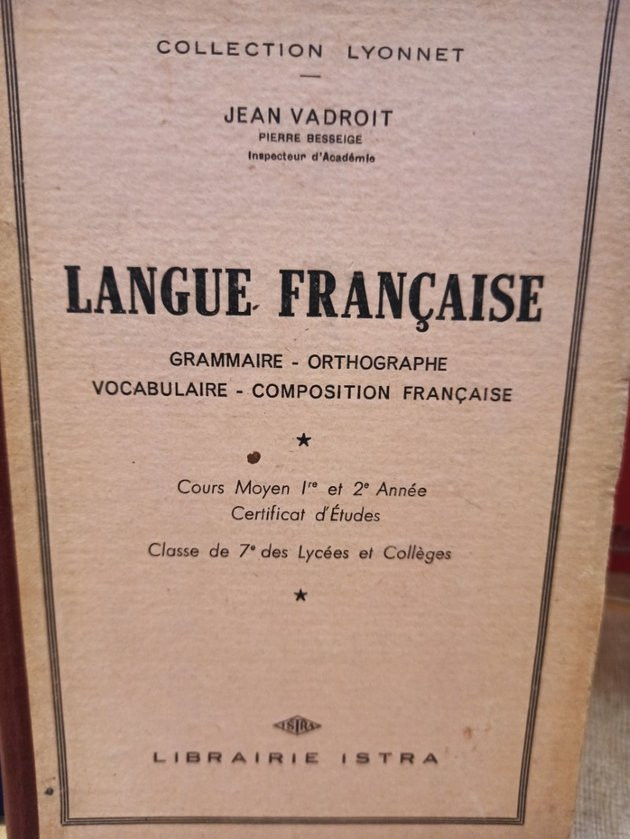 COLLECTION LYONNET
JEAN VADROIT
PIERRE BESSEIGE
Inspecteur d'Académie
LANGUE FRANÇAISE
GRAMMAIRE - ORTHOGRAPHE
VOCABULAIRE - COMPOSITION FRANÇAISE
★
Cours Moyen Iʳᵉ et 2ᵉ Année
Certificat d'Études
Classe de 7ᵉ des Lycées et Collèges
★
ISTRA
LIBRAIRIE ISTRA